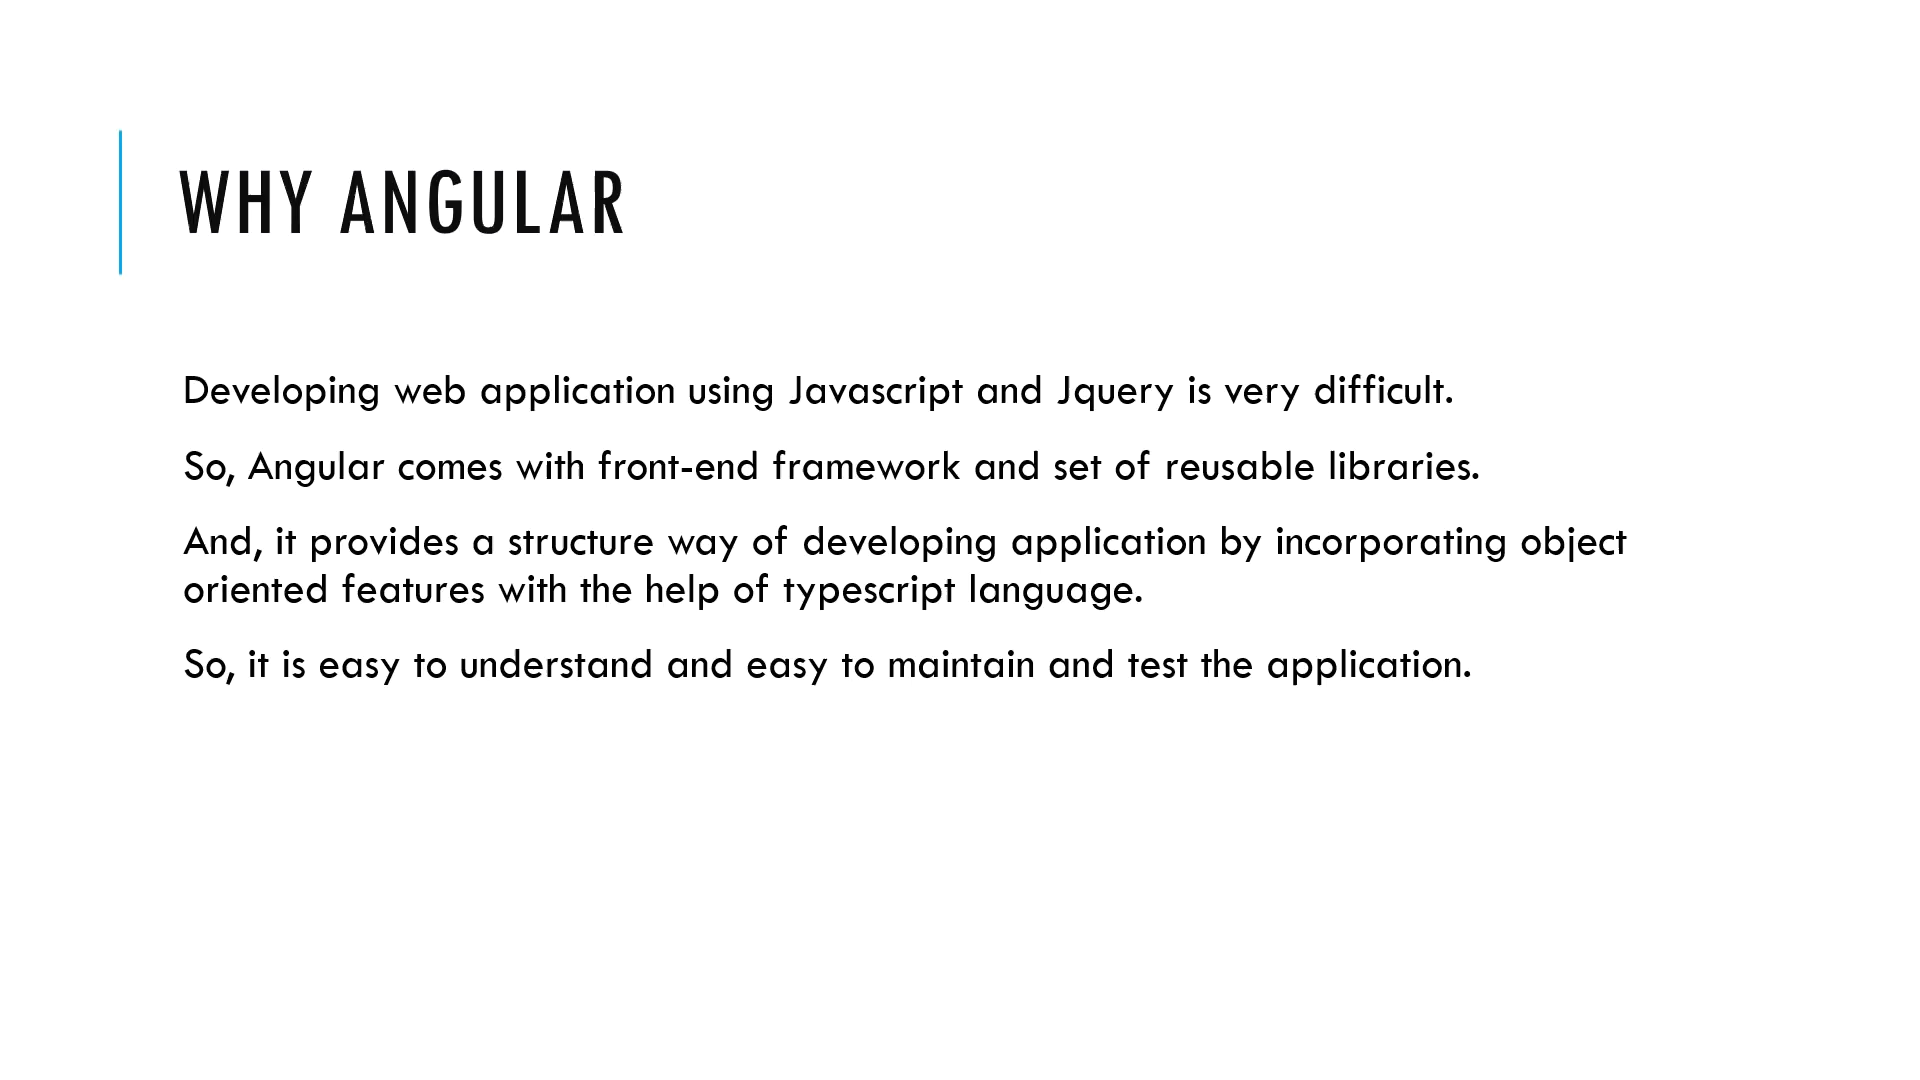 WHY ANGULAR
Developing web application using Javascript and Jquery is very difficult.
So, Angular comes with front-end framework and set of reusable libraries.
And, it provides a structure way of developing application by incorporating object
oriented features with the help of typescript language.
So, it is easy to understand and easy to maintain and test the application.